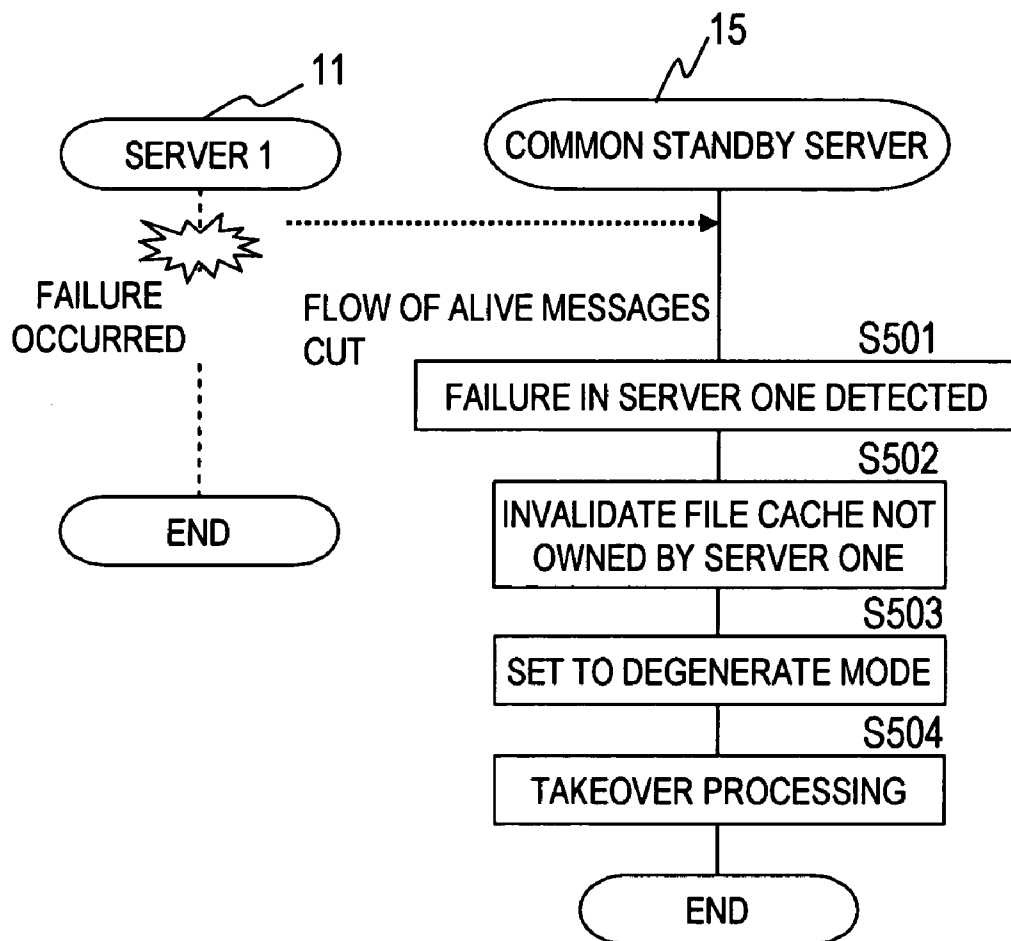 15
11
SERVER 1
COMMON STANDBY SERVER
FAILURE
OCCURRED
FLOW OF ALIVE MESSAGES
CUT
S501
FAILURE IN SERVER ONE DETECTED
S502
INVALIDATE FILE CACHE NOT
OWNED BY SERVER ONE
END
S503
SET TO DEGENERATE MODE
S504
TAKEOVER PROCESSING
END